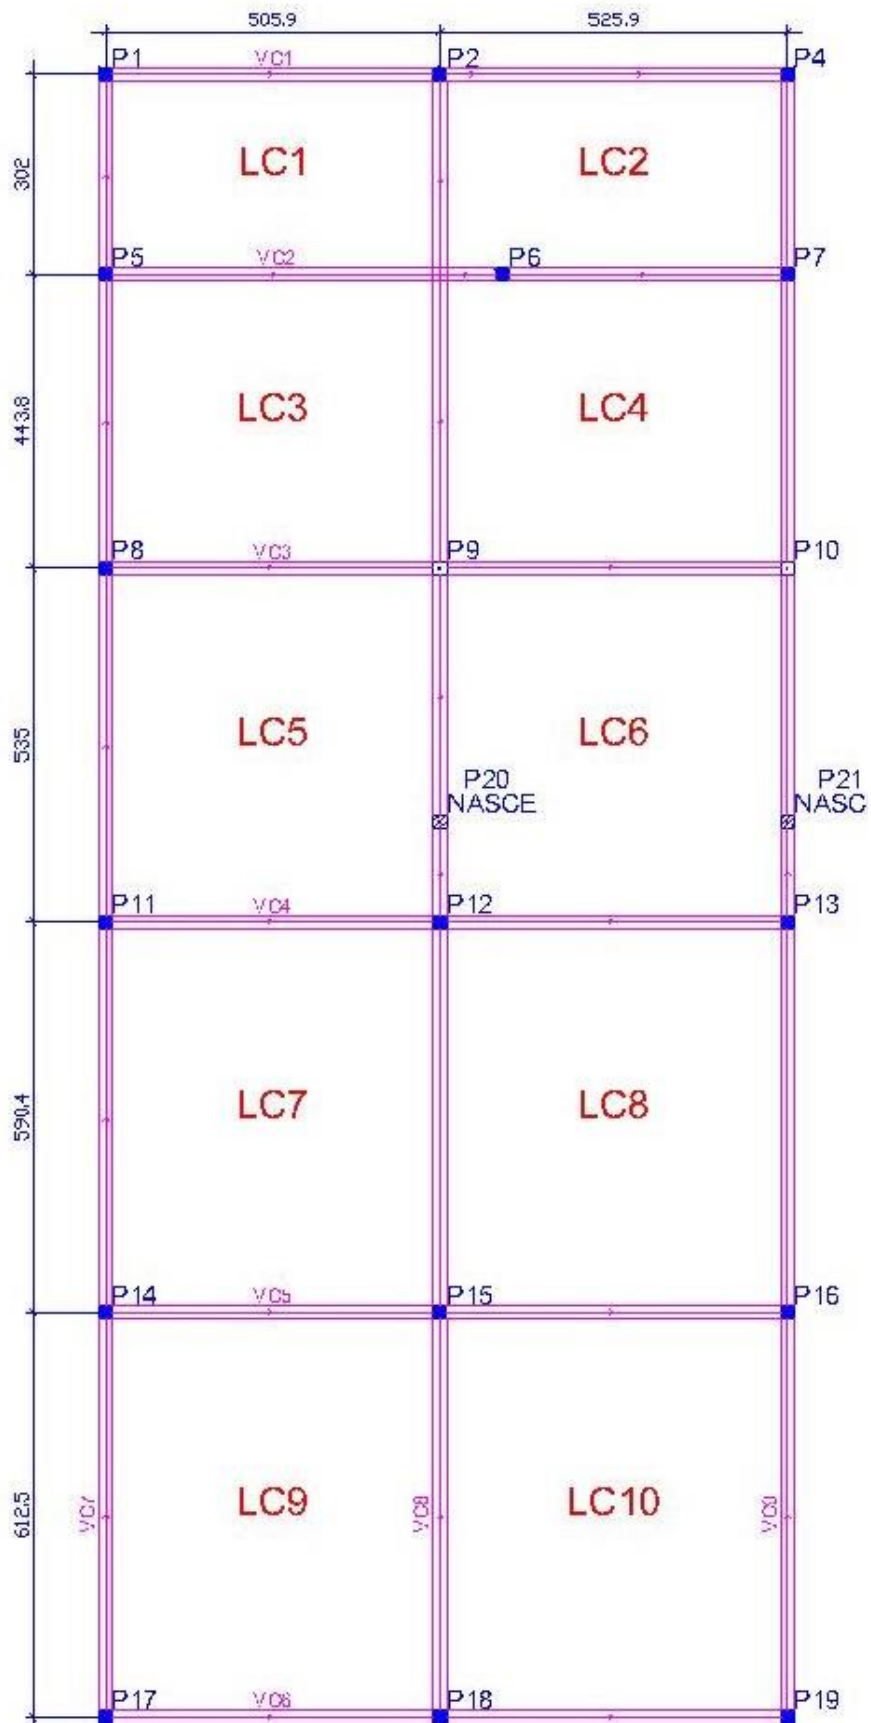 505.9
525.9
P1
VC1
P2
P4
302
LC1
LC2
P5
VC2
P6
P7
443.8
LC3
LC4
P8
VC3
P9
P10
535
LC5
LC6
P20
NASCE
P21
NASC
P11
VC4
P12
P13
590.4
LC7
LC8
P14
VC5
P15
P16
612.5
VC7
LC9
VC8
LC10
VC9
P17
VC6
P18
P19